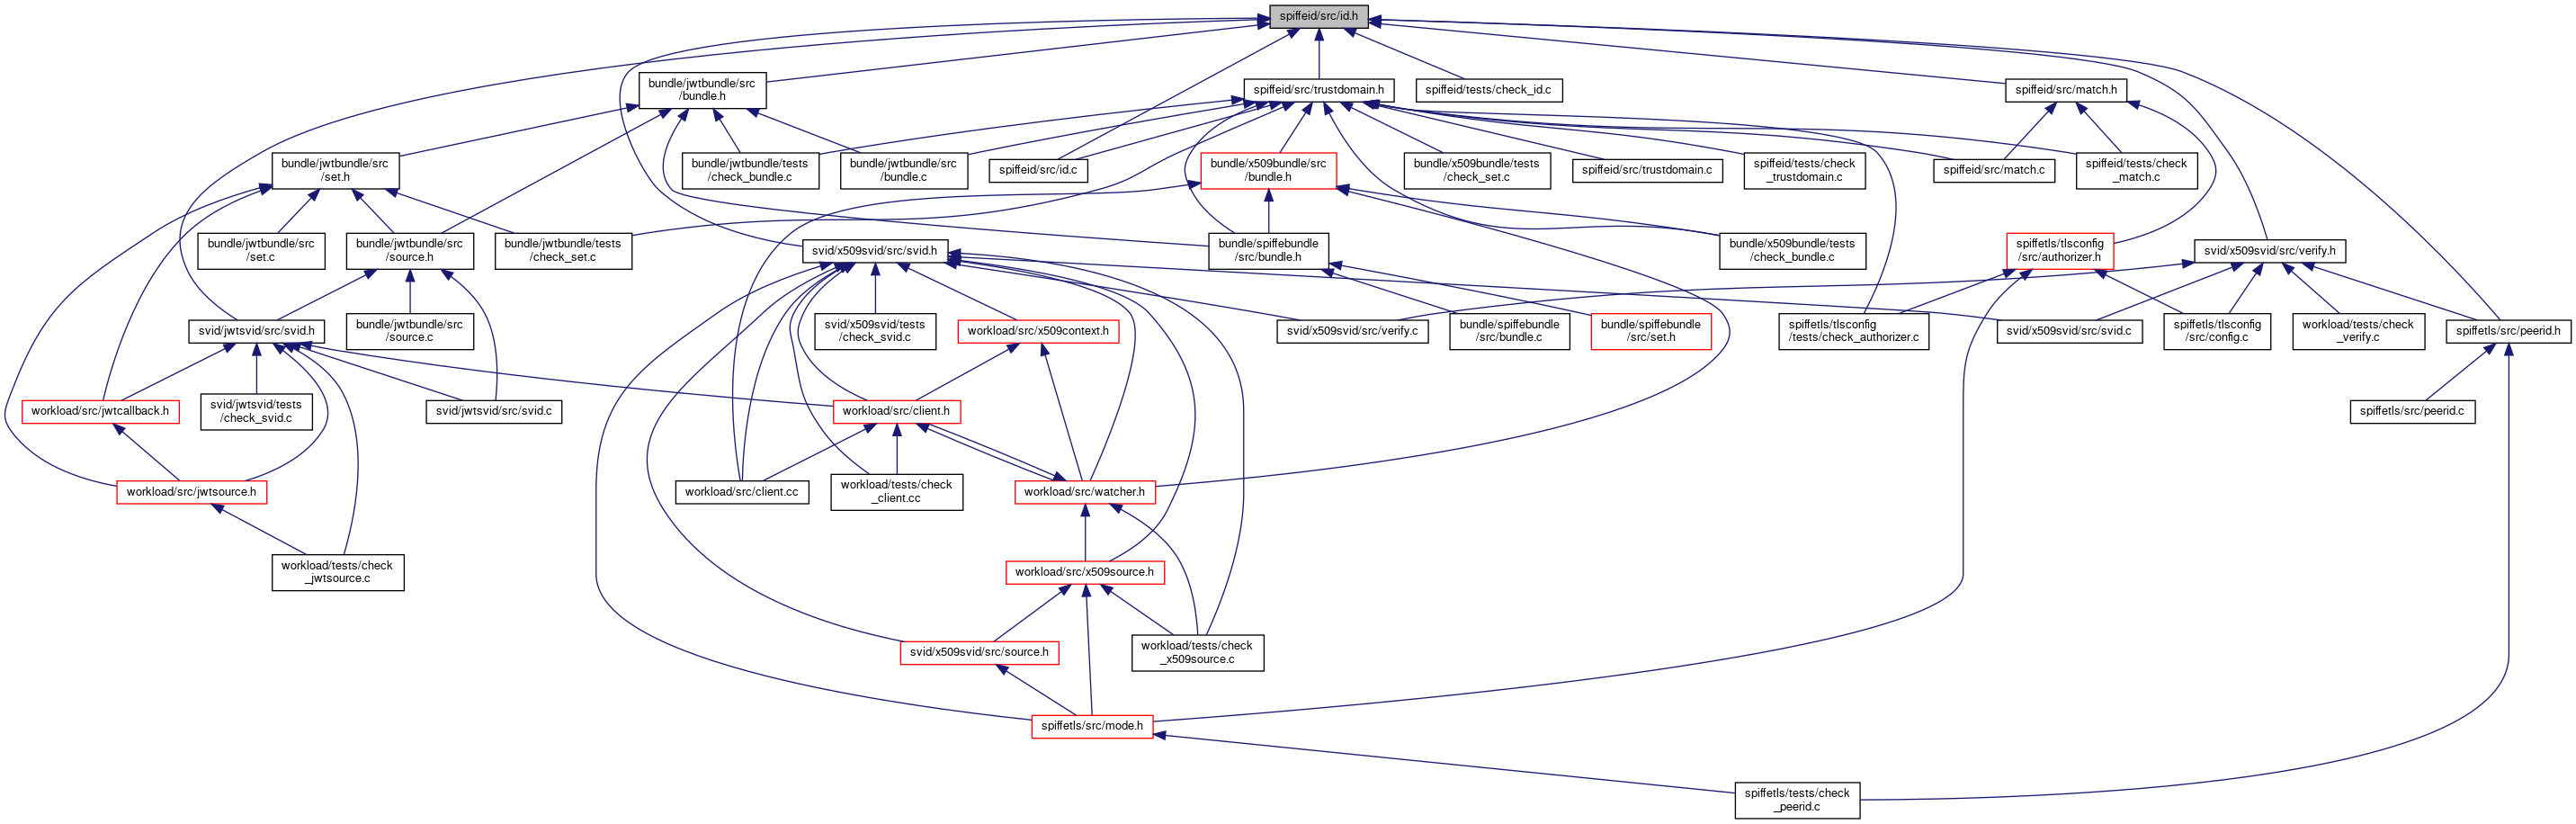 spiffeid/src/id.h
bundle/jwtbundle/src
/bundle.h
spiffeid/src/trustdomain.h
spiffeid/tests/check_id.c
spiffeid/src/match.h
bundle/jwtbundle/src
/set.h
bundle/jwtbundle/tests
/check_bundle.c
bundle/jwtbundle/src
/bundle.c
spiffeid/src/id.c
bundle/x509bundle/src
/bundle.h
bundle/x509bundle/tests
/check_set.c
spiffeid/src/trustdomain.c
spiffeid/tests/check
_trustdomain.c
spiffeid/src/match.c
spiffeid/tests/check
_match.c
bundle/jwtbundle/src
/set.c
bundle/jwtbundle/src
/source.h
bundle/jwtbundle/tests
/check_set.c
svid/x509svid/src/svid.h
bundle/spiffebundle
/src/bundle.h
bundle/x509bundle/tests
/check_bundle.c
spiffetls/tlsconfig
/src/authorizer.h
svid/x509svid/src/verify.h
svid/jwtsvid/src/svid.h
bundle/jwtbundle/src
/source.c
svid/x509svid/tests
/check_svid.c
workload/src/x509context.h
svid/x509svid/src/verify.c
bundle/spiffebundle
/src/bundle.c
bundle/spiffebundle
/src/set.h
spiffetls/tlsconfig
/tests/check_authorizer.c
svid/x509svid/src/svid.c
spiffetls/tlsconfig
/src/config.c
workload/tests/check
_verify.c
spiffetls/src/peerid.h
workload/src/jwtcallback.h
svid/jwtsvid/tests
/check_svid.c
svid/jwtsvid/src/svid.c
workload/src/client.h
spiffetls/src/peerid.c
workload/src/jwtsource.h
workload/src/client.cc
workload/tests/check
_client.cc
workload/src/watcher.h
workload/tests/check
_jwtsource.c
workload/src/x509source.h
svid/x509svid/src/source.h
workload/tests/check
_x509source.c
spiffetls/src/mode.h
spiffetls/tests/check
_peerid.c